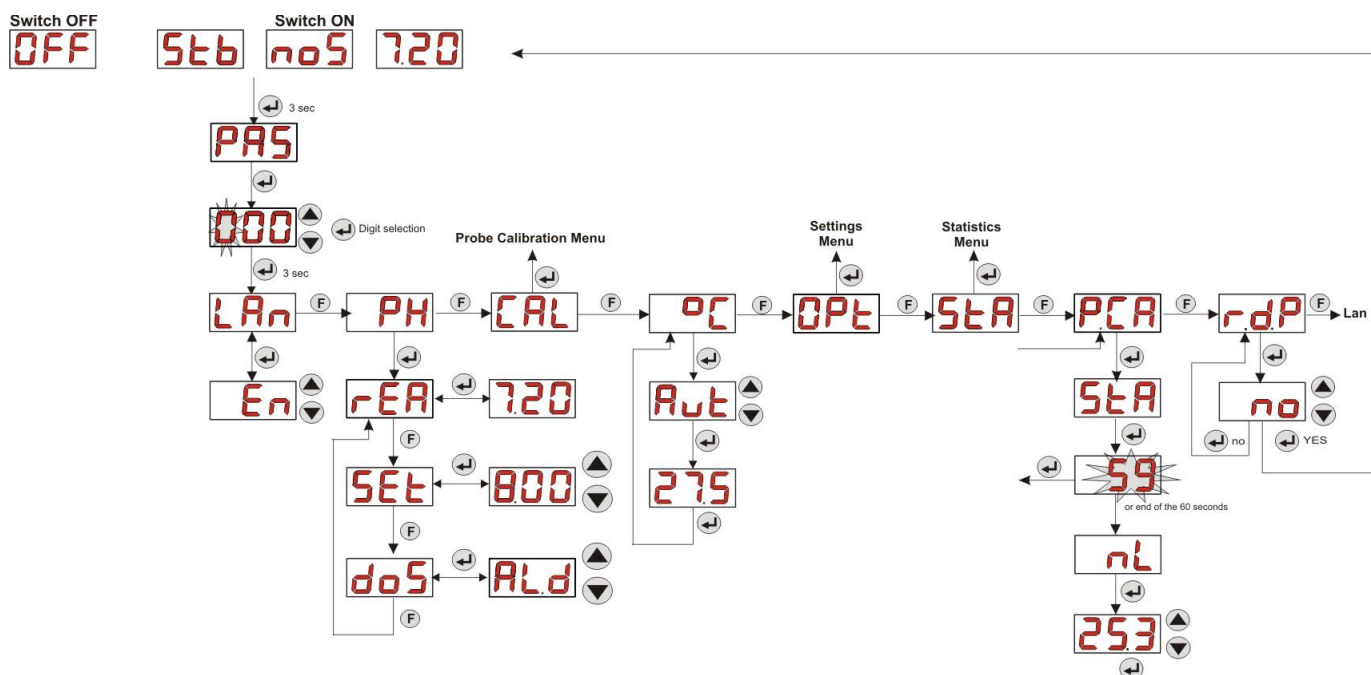 Switch OFF Switch ON
OFF Stb noS 7.20
3 sec
PAS
000 Digit selection
3 sec
Probe Calibration Menu
Settings Menu
Statistics Menu
LAn F PH F CAL F °C F OPt F StA F P.CA F r.d.P F Lan
En
rEA 7.20 Aut StA no
F
no YES
SEt 8.00 27.5 59
or end of the 60 seconds
F
nL
doS AL.d
F
25.3